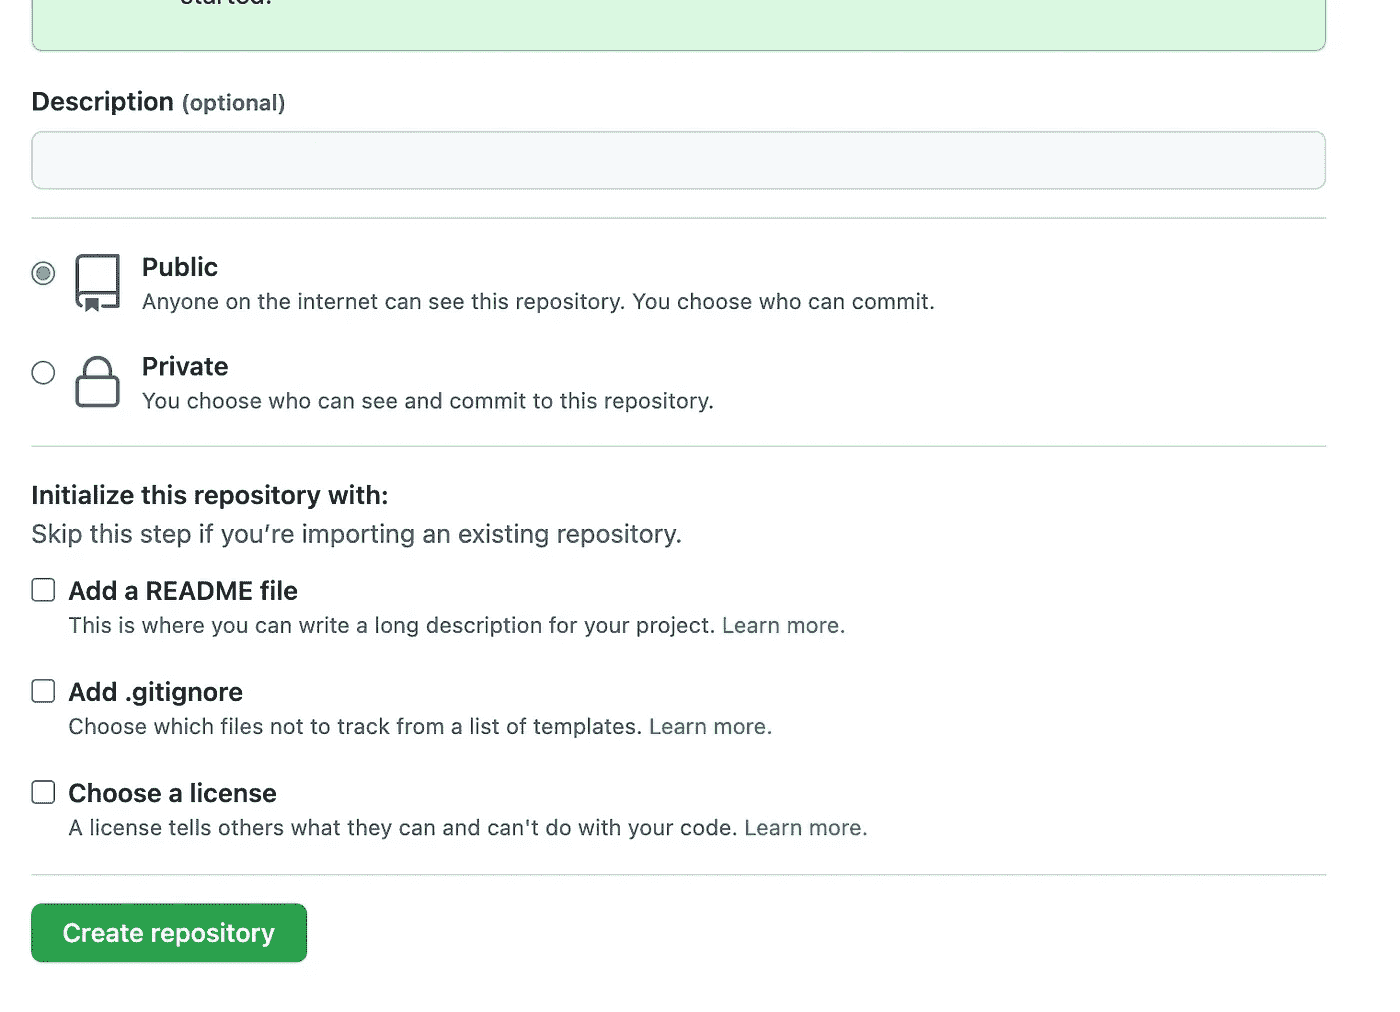 started.
Description (optional)
Public
Anyone on the internet can see this repository. You choose who can commit.
Private
You choose who can see and commit to this repository.
Initialize this repository with:
Skip this step if you’re importing an existing repository.
Add a README file
This is where you can write a long description for your project. Learn more.
Add .gitignore
Choose which files not to track from a list of templates. Learn more.
Choose a license
A license tells others what they can and can't do with your code. Learn more.
Create repository